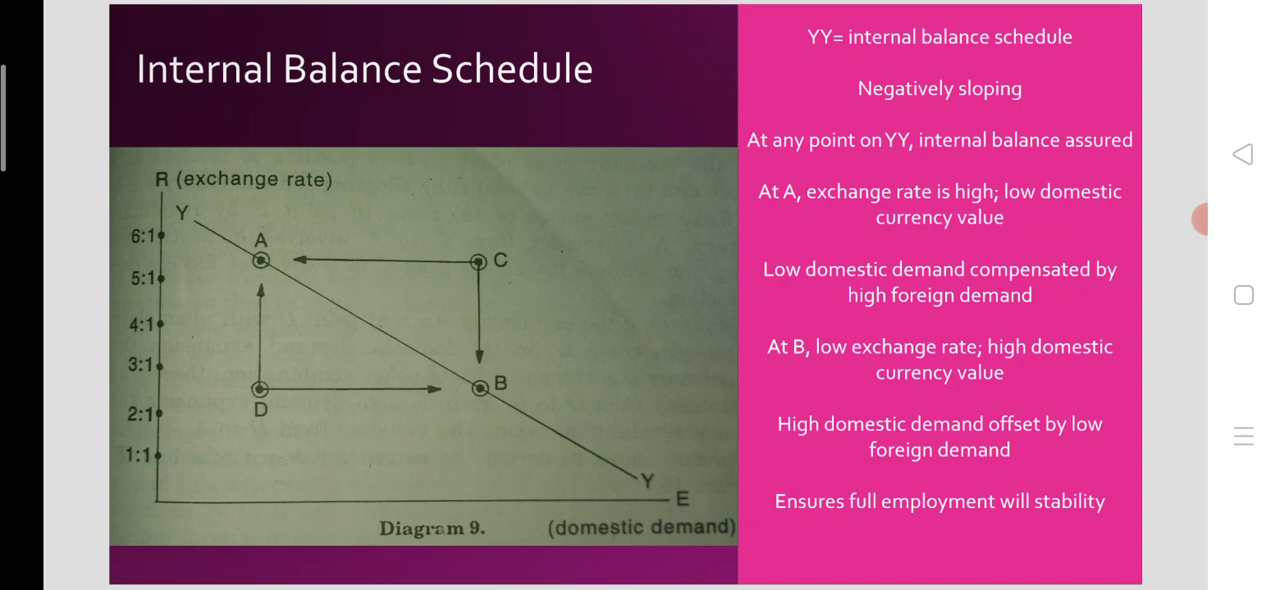 Internal Balance Schedule
R (exchange rate)
Y
6:1
A
C
5:1
4:1
3:1
B
D
2:1
1:1
Y
E
Diagram 9.
(domestic demand)
YY= internal balance schedule
Negatively sloping
At any point on YY, internal balance assured
At A, exchange rate is high; low domestic
currency value
Low domestic demand compensated by
high foreign demand
At B, low exchange rate; high domestic
currency value
High domestic demand offset by low
foreign demand
Ensures full employment will stability